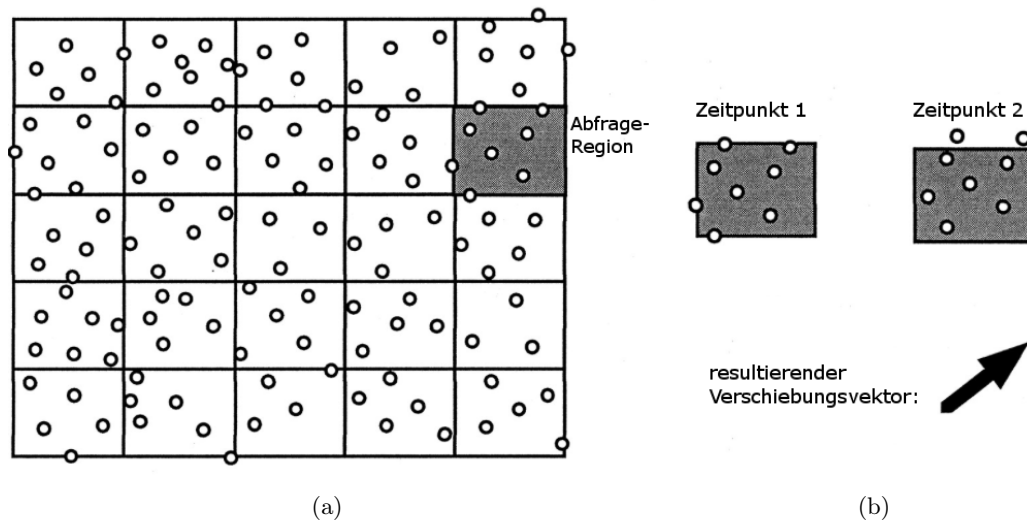 Abfrage-
Region
Zeitpunkt 1
Zeitpunkt 2
resultierender
Verschiebungsvektor:
(a)
(b)